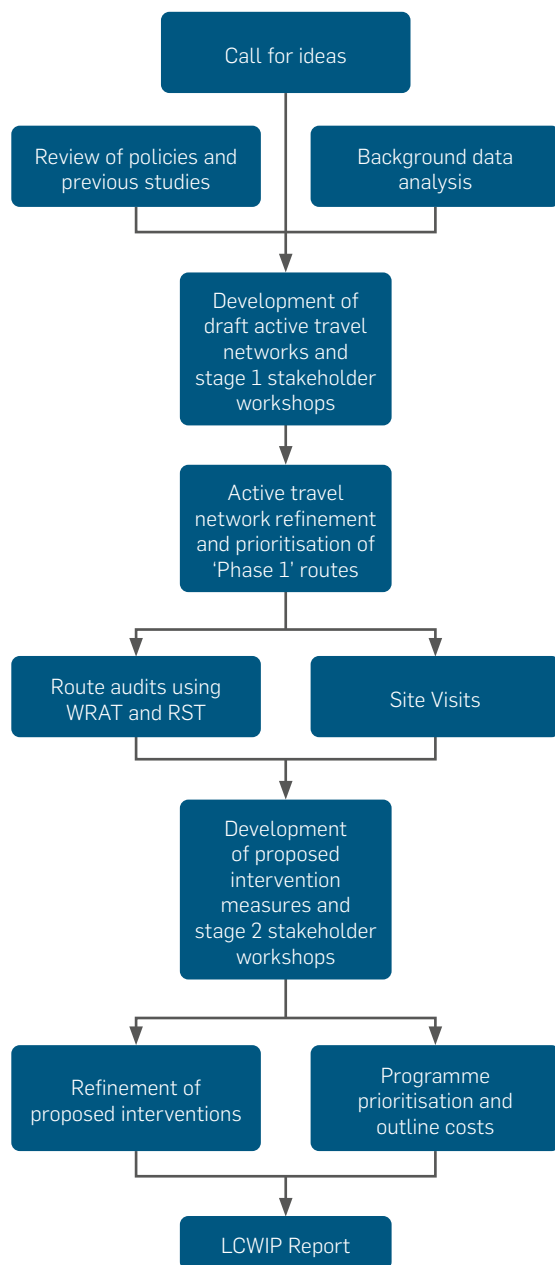 Call for ideas
Review of policies and
previous studies
Background data
analysis
Development of
draft active travel
networks and
stage 1 stakeholder
workshops
Active travel
network refinement
and prioritisation of
‘Phase 1’ routes
Route audits using
WRAT and RST
Site Visits
Development
of proposed
intervention
measures and
stage 2 stakeholder
workshops
Refinement of
proposed interventions
Programme
prioritisation and
outline costs
LCWIP Report